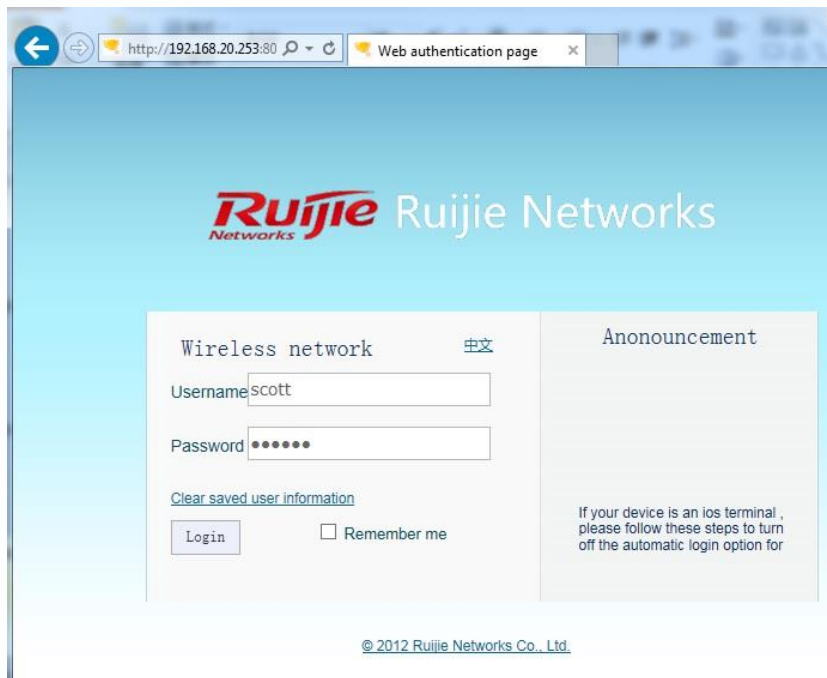 http://192.168.20.253:80
Web authentication page
Ruijie Networks Ruijie Networks
Wireless network 中文
Username scott
Password ●●●●●●
Clear saved user information
Login Remember me
Anonouncement
If your device is an ios terminal ,
please follow these steps to turn
off the automatic login option for
© 2012 Ruijie Networks Co., Ltd.